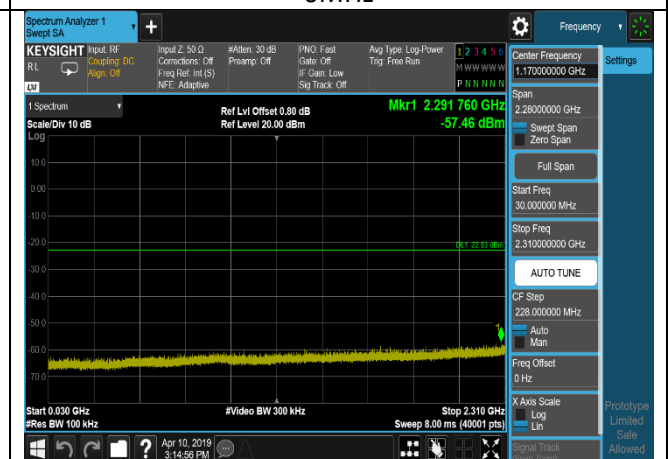 Spectrum Analyzer 1
Swept SA
+
Frequency
KEYSIGHT
RL
LXI
Input: RF
Coupling: DC
Align: Off
Input Z: 50 Ω
Corrections: Off
Freq Ref: Int (S)
NFE: Adaptive
#Atten: 30 dB
Preamp: Off
PNO: Fast
Gate: Off
IF Gain: Low
Sig Track: Off
Avg Type: Log-Power
Trig: Free Run
1 2 3 4 5 6
M W W W W W
P N N N N N
1 Spectrum
Scale/Div 10 dB
Log
Ref Lvl Offset 0.80 dB
Ref Level 20.00 dBm
Mkr1 2.291 760 GHz
-57.46 dBm
10.0
0.00
-10.0
-20.0
DL1 -22.83 dBm
-30.0
-40.0
-50.0
1
-60.0
-70.0
Start 0.030 GHz
#Res BW 100 kHz
#Video BW 300 kHz
Stop 2.310 GHz
Sweep 8.00 ms (40001 pts)
Apr 10, 2019
3:14:56 PM
Center Frequency
1.170000000 GHz
Settings
Span
2.28000000 GHz
Swept Span
Zero Span
Full Span
Start Freq
30.000000 MHz
Stop Freq
2.310000000 GHz
AUTO TUNE
CF Step
228.000000 MHz
Auto
Man
Freq Offset
0 Hz
X Axis Scale
Log
Lin
Signal Track
(Span Zoom)
Prototype
Limited
Sale
Allowed